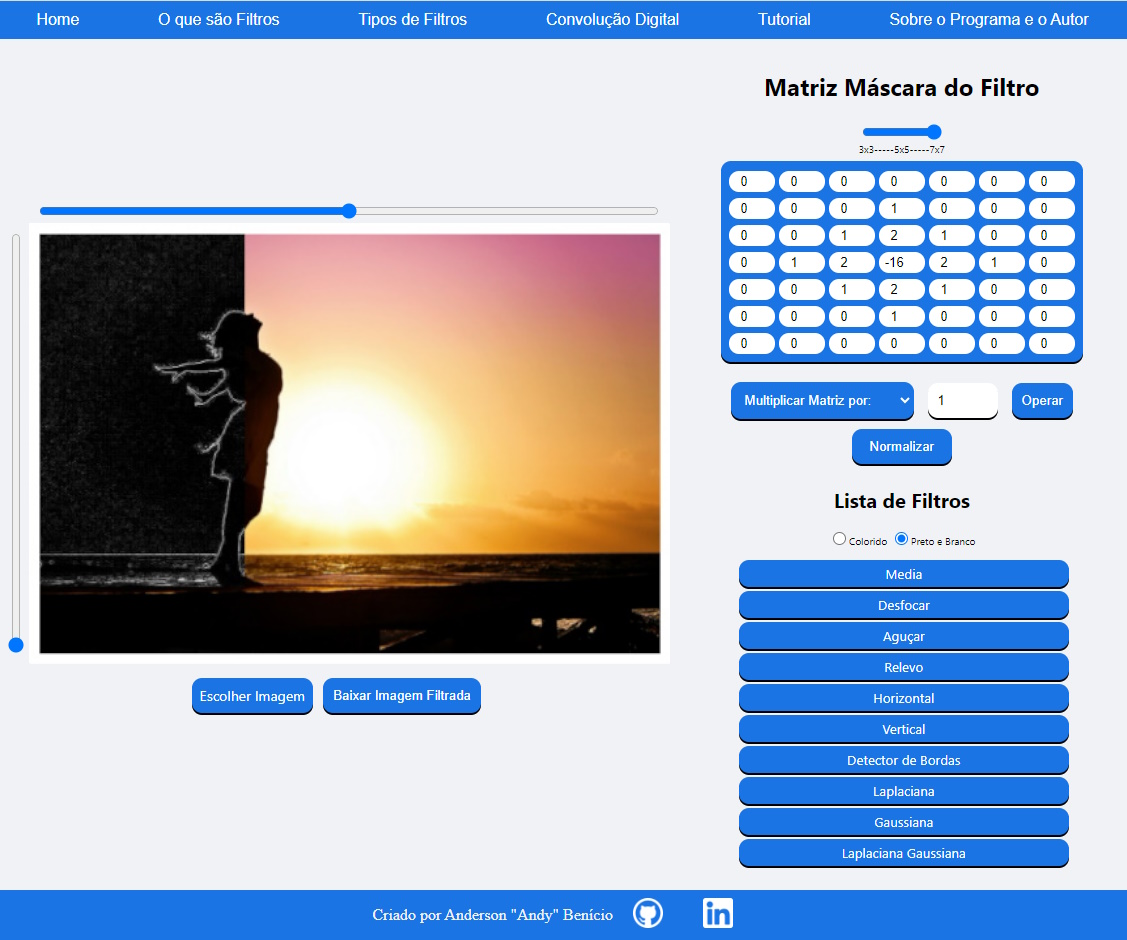 Home O que são Filtros Tipos de Filtros Convolução Digital Tutorial Sobre o Programa e o Autor
Matriz Máscara do Filtro
3x3-----5x5-----7x7
0 0 0 0 0 0 0
0 0 0 1 0 0 0
0 0 1 2 1 0 0
0 1 2 -16 2 1 0
0 0 1 2 1 0 0
0 0 0 1 0 0 0
0 0 0 0 0 0 0
Multiplicar Matriz por: 1 Operar
Normalizar
Lista de Filtros
Colorido Preto e Branco
Media
Desfocar
Aguçar
Relevo
Horizontal
Vertical
Detector de Bordas
Laplaciana
Gaussiana
Laplaciana Gaussiana
Escolher Imagem Baixar Imagem Filtrada
Criado por Anderson "Andy" Benício
in